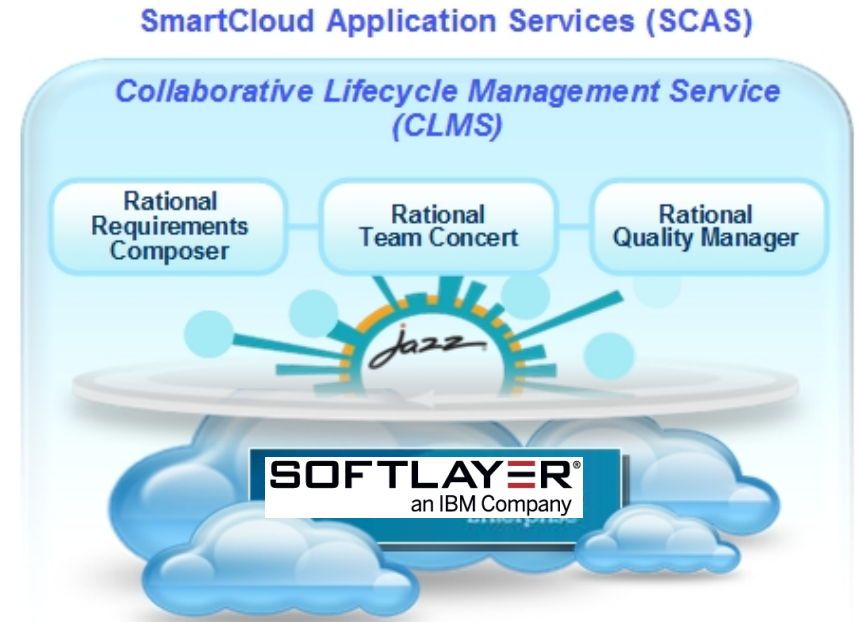 SmartCloud Application Services (SCAS)
Collaborative Lifecycle Management Service
(CLMS)
Rational
Requirements
Composer
Rational
Team Concert
Rational
Quality Manager
jazz
SOFTLAYER®
an IBM Company
Enterprise